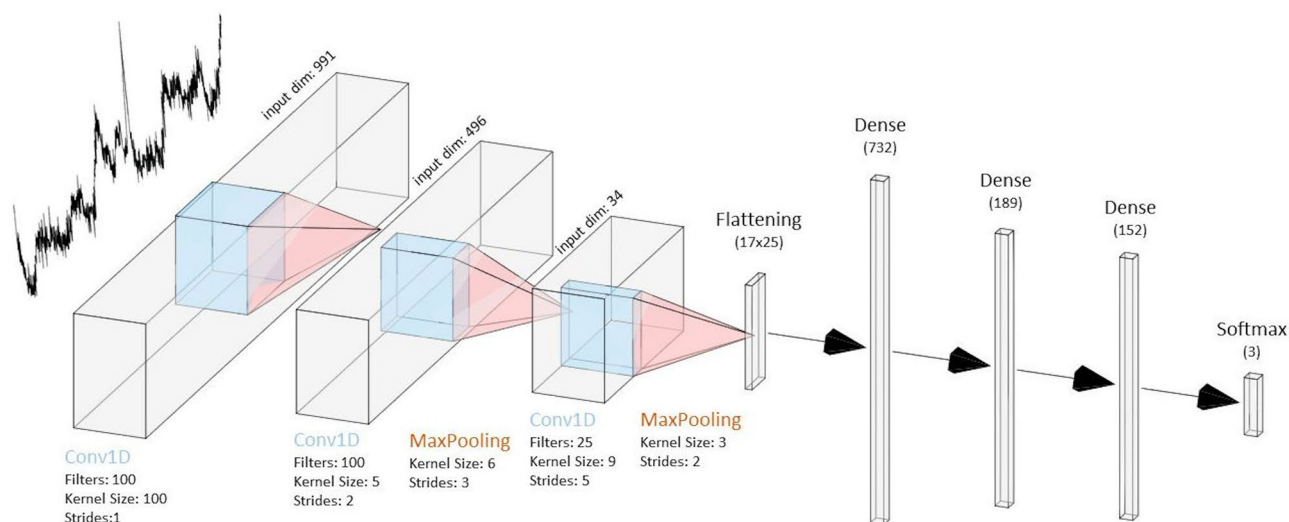 input dim: 991
input dim: 496
input dim: 34
Conv1D
Filters: 100
Kernel Size: 100
Strides:1
Conv1D
Filters: 100
Kernel Size: 5
Strides: 2
MaxPooling
Kernel Size: 6
Strides: 3
Conv1D
Filters: 25
Kernel Size: 9
Strides: 5
MaxPooling
Kernel Size: 3
Strides: 2
Flattening
(17x25)
Dense
(732)
Dense
(189)
Dense
(152)
Softmax
(3)